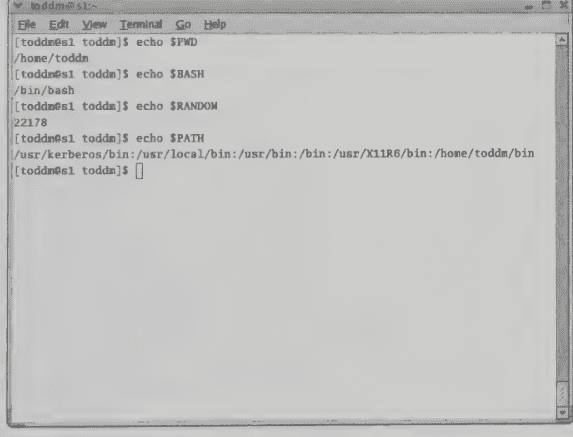 toddm@s1:~
File Edit View Terminal Go Help
[toddm@s1 toddm]$ echo $PWD
/home/toddm
[toddm@s1 toddm]$ echo $BASH
/bin/bash
[toddm@s1 toddm]$ echo $RANDOM
22178
[toddm@s1 toddm]$ echo $PATH
/usr/kerberos/bin:/usr/local/bin:/usr/bin:/bin:/usr/X11R6/bin:/home/toddm/bin
[toddm@s1 toddm]$